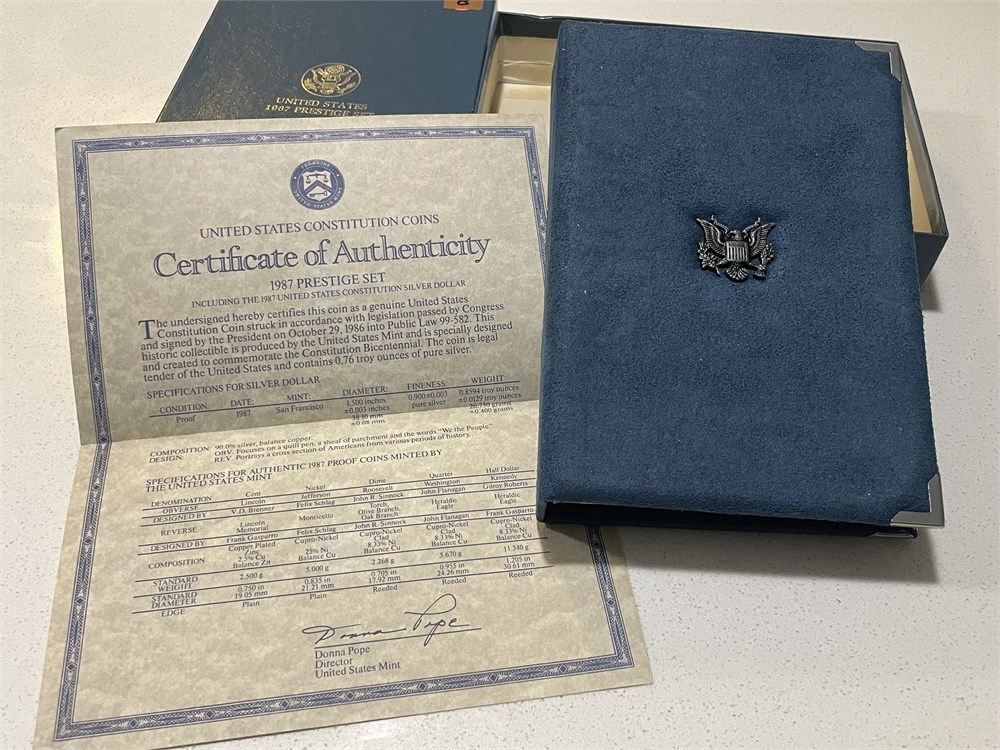 UNITED STATES
1987 PRESTIGE SET
UNITED STATES CONSTITUTION COINS
Certificate of Authenticity
1987 PRESTIGE SET
INCLUDING THE 1987 UNITED STATES CONSTITUTION SILVER DOLLAR
The undersigned hereby certifies this coin as a genuine United States
Constitution Coin struck in accordance with legislation passed by Congress
and signed by the President on October 29, 1986 into Public Law 99-582. This
historic collectible is produced by the United States Mint and is specially designed
and created to commemorate the Constitution Bicentennial. The coin is legal
tender of the United States and contains 0.76 troy ounces of pure silver.
SPECIFICATIONS FOR SILVER DOLLAR
CONDITION: DATE: MINT: DIAMETER: FINENESS: WEIGHT
Proof 1987 San Francisco 1.500 inches 0.900±0.003 0.8594 troy ounces
±0.003 inches pure silver ±0.0129 troy ounces
38.10 mm 26.730 grams
±0.08 mm ±0.400 grams
COMPOSITION: 90.0% silver, balance copper.
DESIGN: OBV. Focuses on a quill pen, a sheaf of parchment and the words "We the People."
REV. Portrays a cross section of Americans from various periods of history.
SPECIFICATIONS FOR AUTHENTIC 1987 PROOF COINS MINTED BY
THE UNITED STATES MINT
DENOMINATION Cent Nickel Dime Quarter Half Dollar
OBVERSE Lincoln Jefferson Roosevelt Washington Kennedy
DESIGNED BY V.D. Brenner Felix Schlag John R. Sinnock John Flanagan Gilroy Roberts
REVERSE Lincoln Memorial Monticello Torch, Olive Branch, Oak Branch Heraldic Eagle Heraldic Eagle
DESIGNED BY Frank Gasparro Felix Schlag John R. Sinnock John Flanagan Frank Gasparro
COMPOSITION Copper Plated Zinc 2.5% Cu Balance Zn Cupro-Nickel 25% Ni Balance Cu Cupro-Nickel Clad 8.33% Ni Balance Cu Cupro-Nickel Clad 8.33% Ni Balance Cu Cupro-Nickel Clad 8.33% Ni Balance Cu
STANDARD WEIGHT 2.500 g 5.000 g 2.268 g 5.670 g 11.340 g
STANDARD DIAMETER 0.750 in 19.05 mm 0.835 in 21.21 mm 0.705 in 17.92 mm 0.955 in 24.26 mm 1.205 in 30.61 mm
EDGE Plain Plain Reeded Reeded Reeded
Donna Pope
Donna Pope
Director
United States Mint